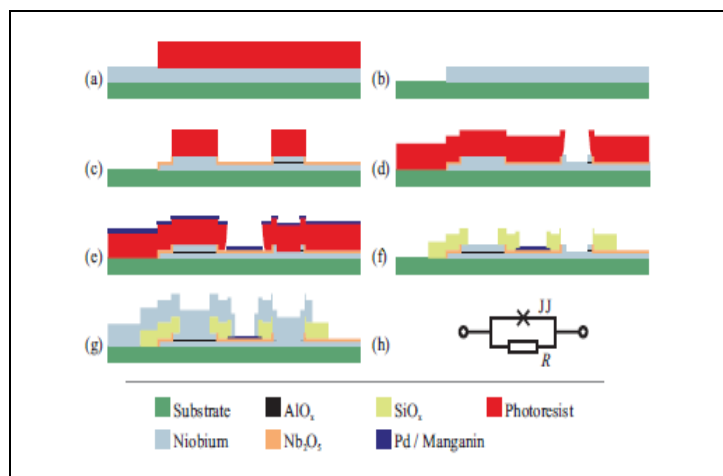 (a)
(b)
(c)
(d)
(e)
(f)
(g)
(h)
JJ
R
Substrate
AlOₓ
SiOₓ
Photoresist
Niobium
Nb₂O₅
Pd / Manganin